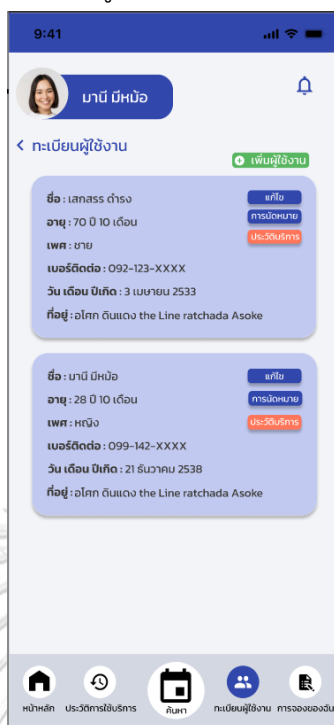 9:41
มานี มีหม้อ
ทะเบียนผู้ใช้งาน
เพิ่มผู้ใช้งาน
ชื่อ : เสกสรร ดำรง
แก้ไข
อายุ : 70 ปี 10 เดือน
การนัดหมาย
เพศ : ชาย
ประวัติบริการ
เบอร์ติดต่อ : 092-123-XXXX
วัน เดือน ปีเกิด : 3 เมษายน 2533
ที่อยู่ : อโศก ดินแดง the Line ratchada Asoke
ชื่อ : มานี มีหม้อ
แก้ไข
อายุ : 28 ปี 10 เดือน
การนัดหมาย
เพศ : หญิง
ประวัติบริการ
เบอร์ติดต่อ : 099-142-XXXX
วัน เดือน ปีเกิด : 21 ธันวาคม 2538
ที่อยู่ : อโศก ดินแดง the Line ratchada Asoke
หน้าหลัก ประวัติการใช้บริการ ค้นหา ทะเบียนผู้ใช้งาน การจองของฉัน